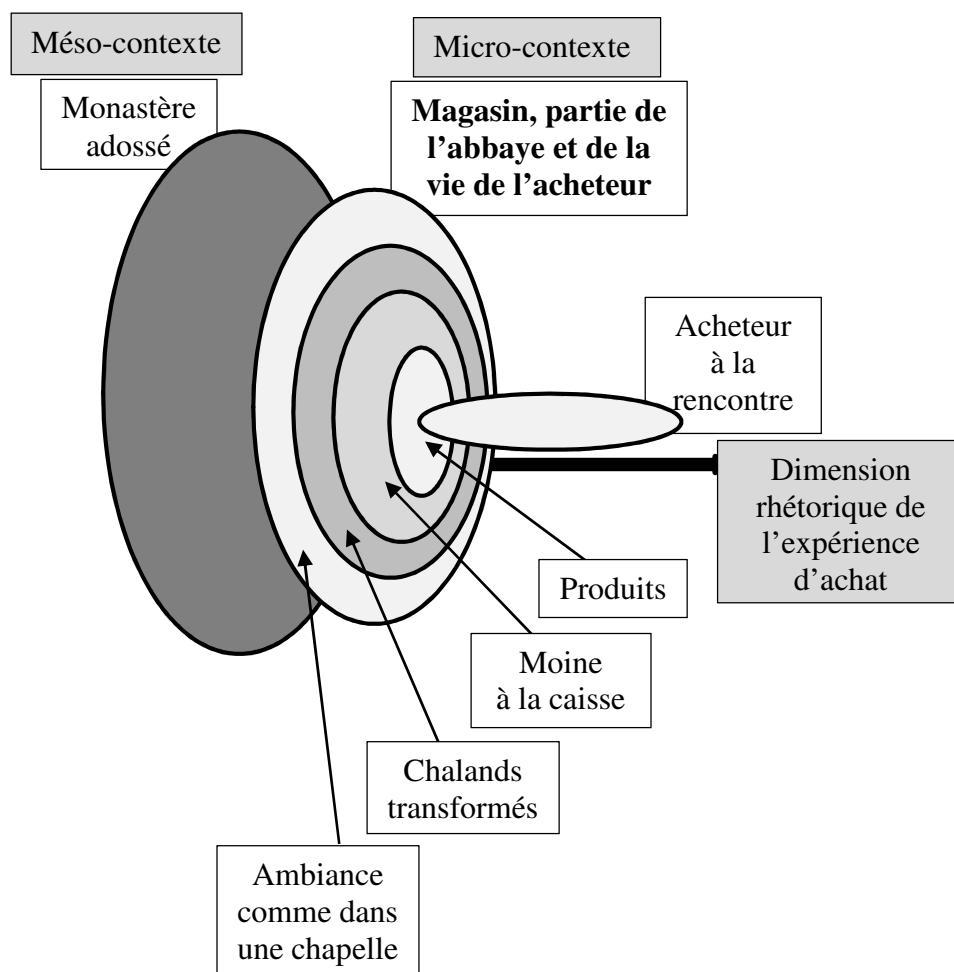 Méso-contexte
Monastère
adossé
Micro-contexte
Magasin, partie de
l’abbaye et de la
vie de l’acheteur
Acheteur
à la
rencontre
Dimension
rhétorique de
l’expérience
d’achat
Produits
Moine
à la caisse
Chalands
transformés
Ambiance
comme dans
une chapelle